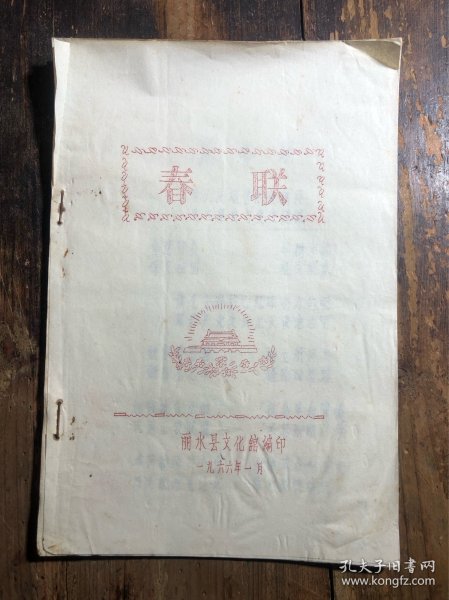 春联
丽水县文化館编印
一九六六年一月
孔夫子旧书网
www.kongfz.com